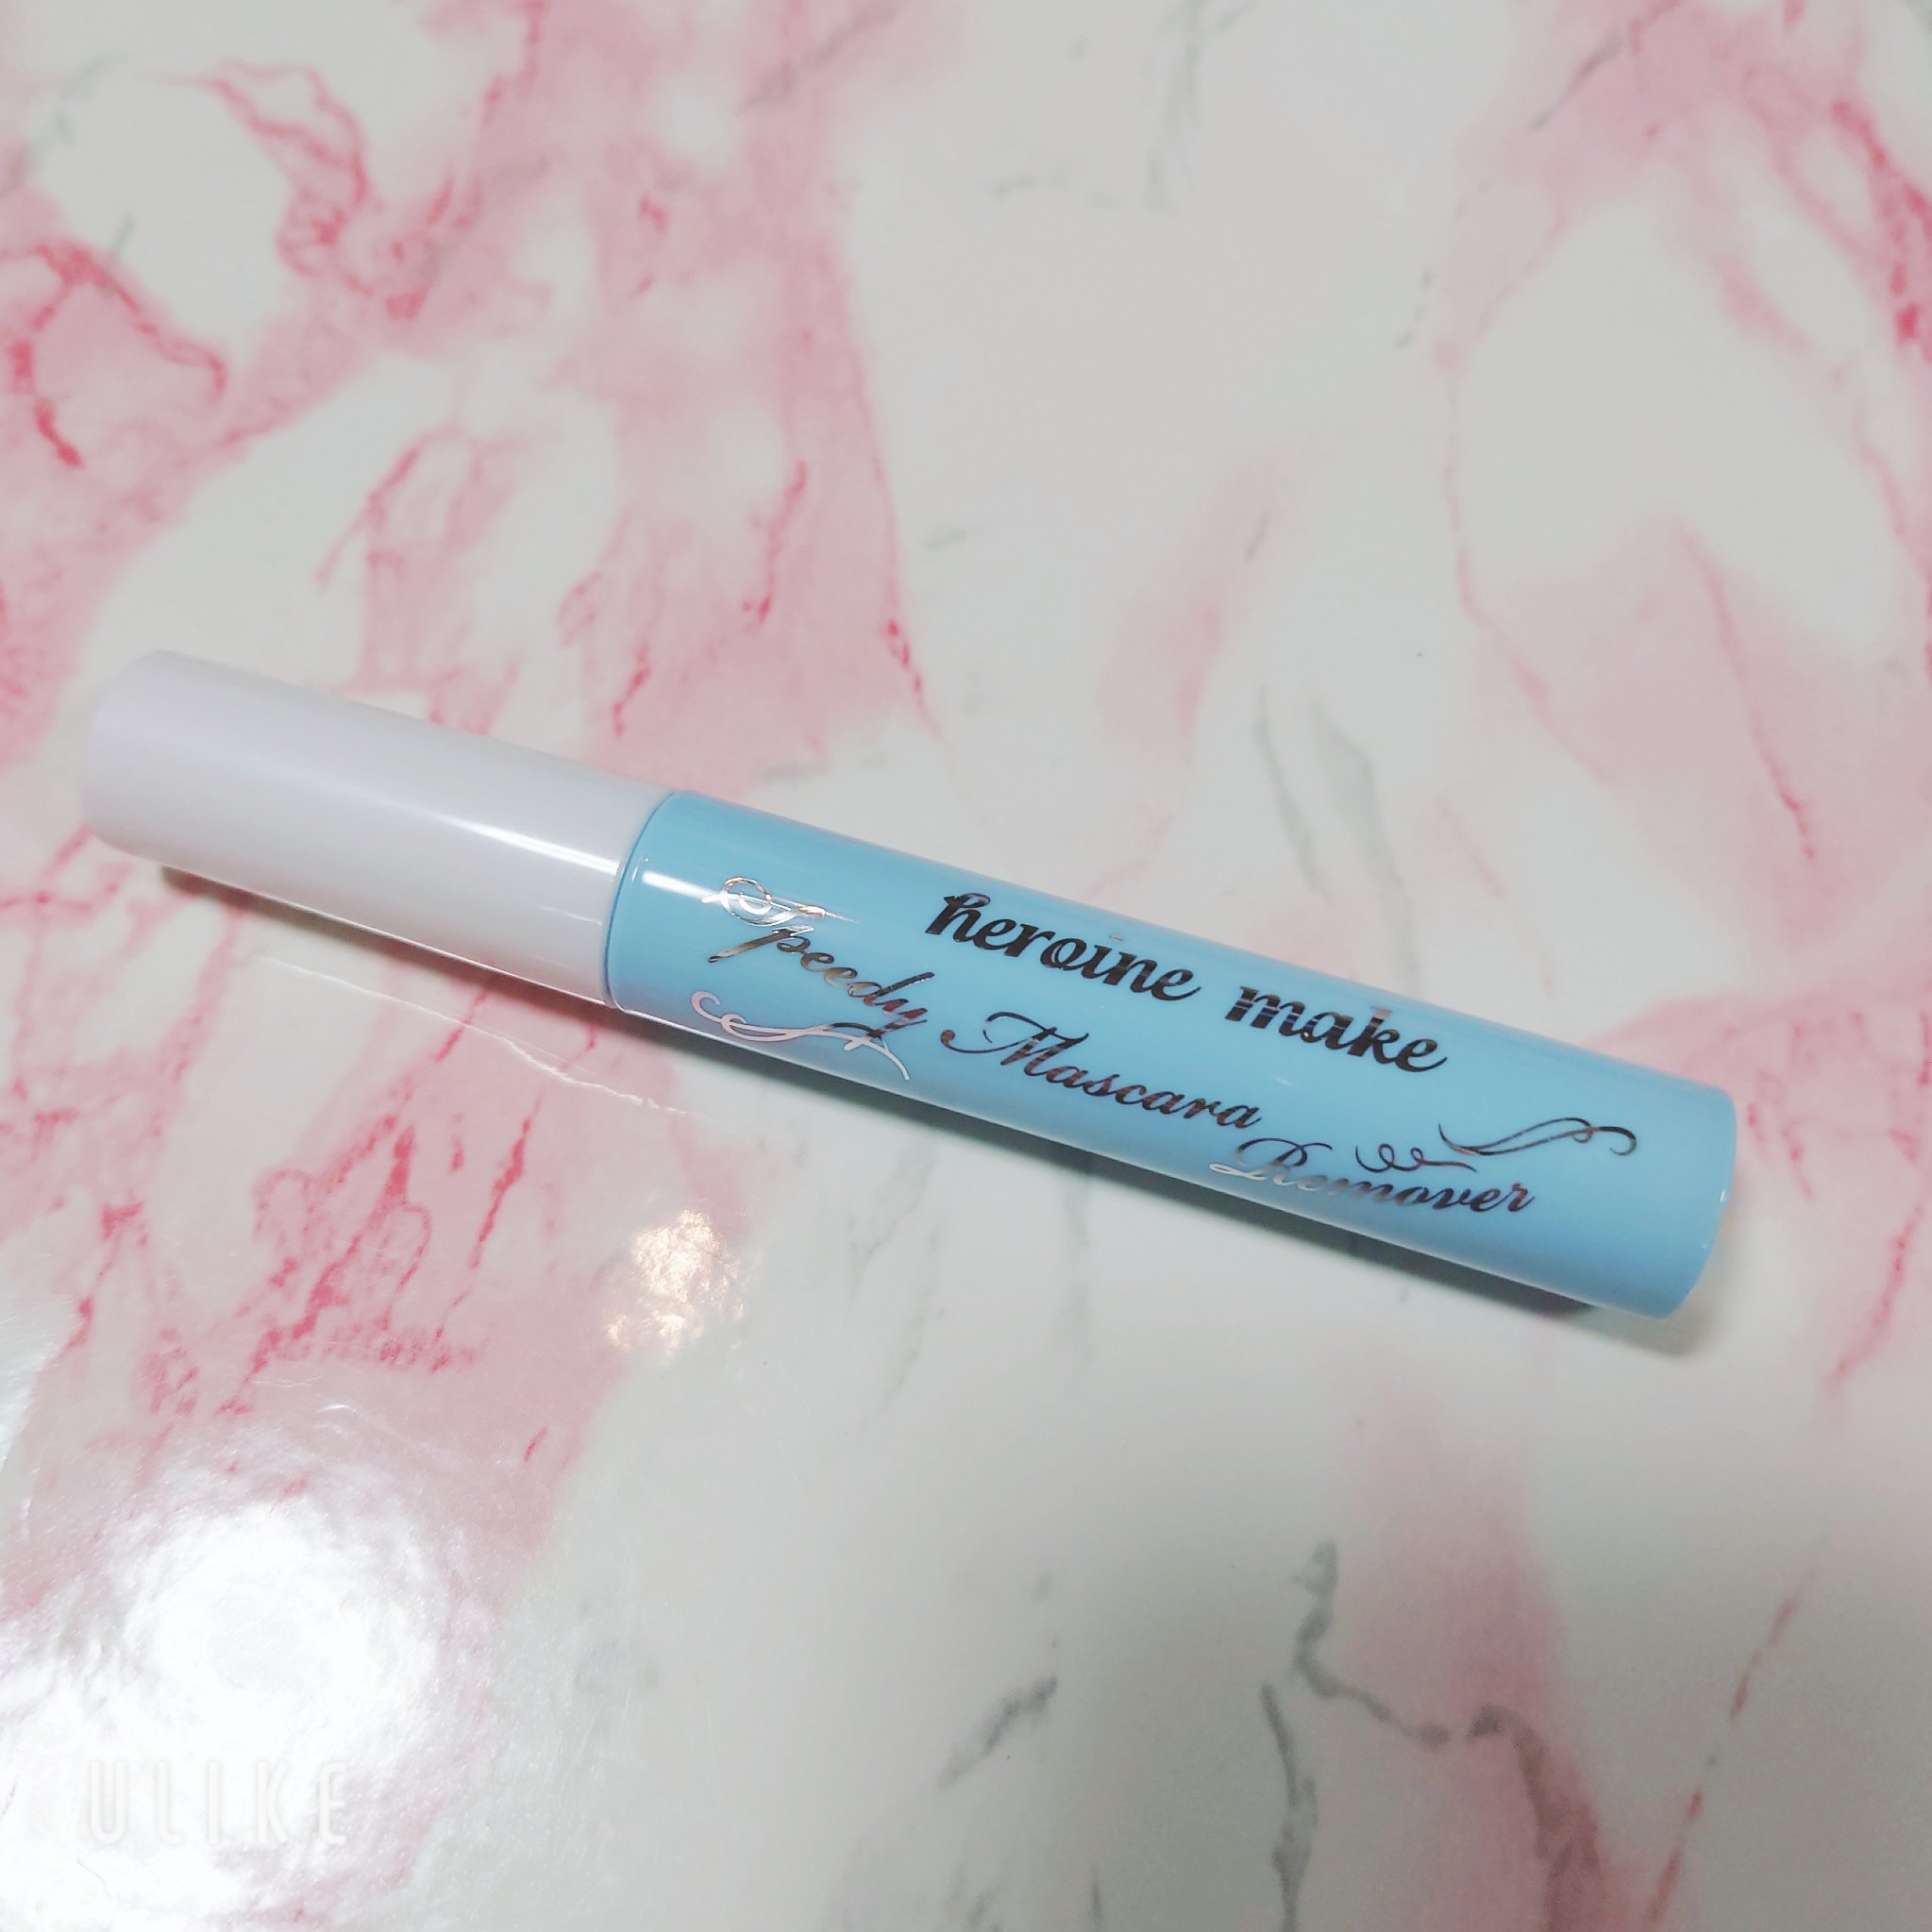 heroine make
Speedy Mascara
Remover
ULIKE